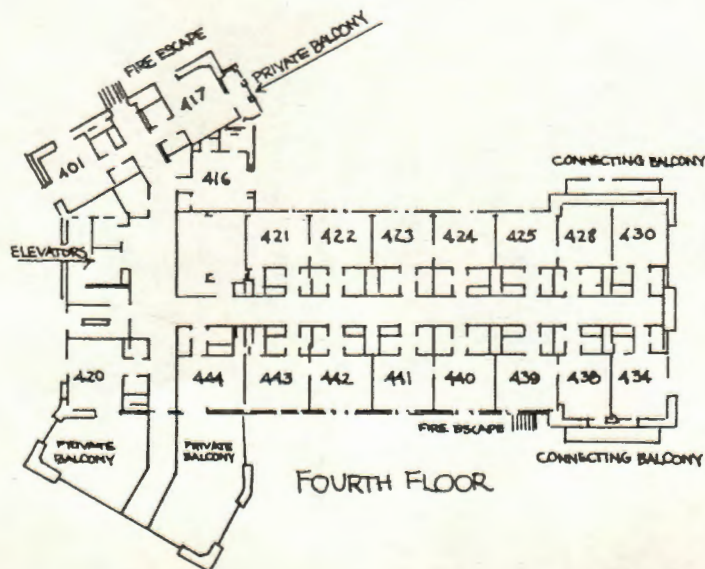 FIRE ESCAPE
PRIVATE BALCONY
417
401
416
CONNECTING BALCONY
ELEVATORS
421 422 423 424 425 428 430
420 444 443 442 441 440 439 438 434
PRIVATE
BALCONY
PRIVATE
BALCONY
FIRE ESCAPE
CONNECTING BALCONY
FOURTH FLOOR